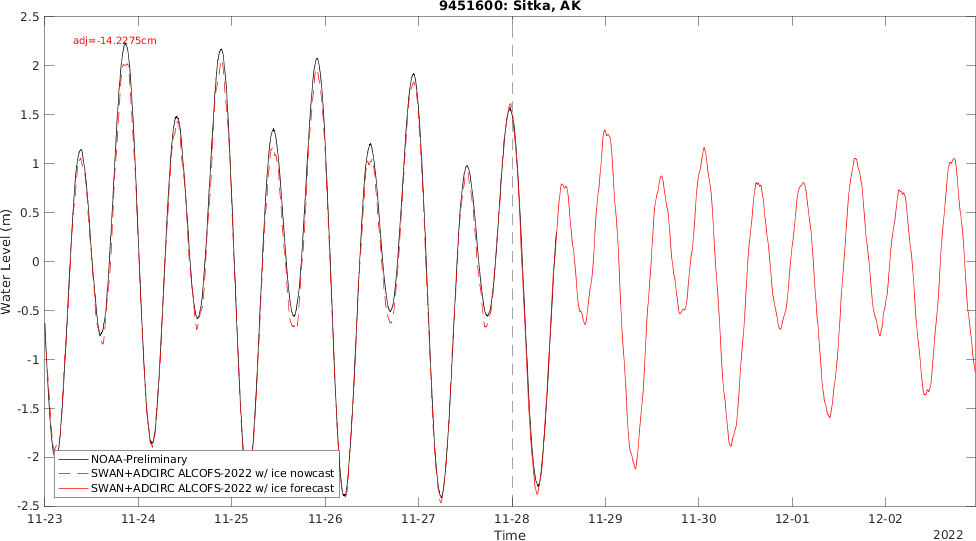 9451600: Sitka, AK
adj=-14.2275cm
2.5
2
1.5
1
0.5
0
-0.5
-1
-1.5
-2
-2.5
Water Level (m)
NOAA-Preliminary
SWAN+ADCIRC ALCOFS-2022 w/ ice nowcast
SWAN+ADCIRC ALCOFS-2022 w/ ice forecast
11-23 11-24 11-25 11-26 11-27 11-28 11-29 11-30 12-01 12-02
Time
2022